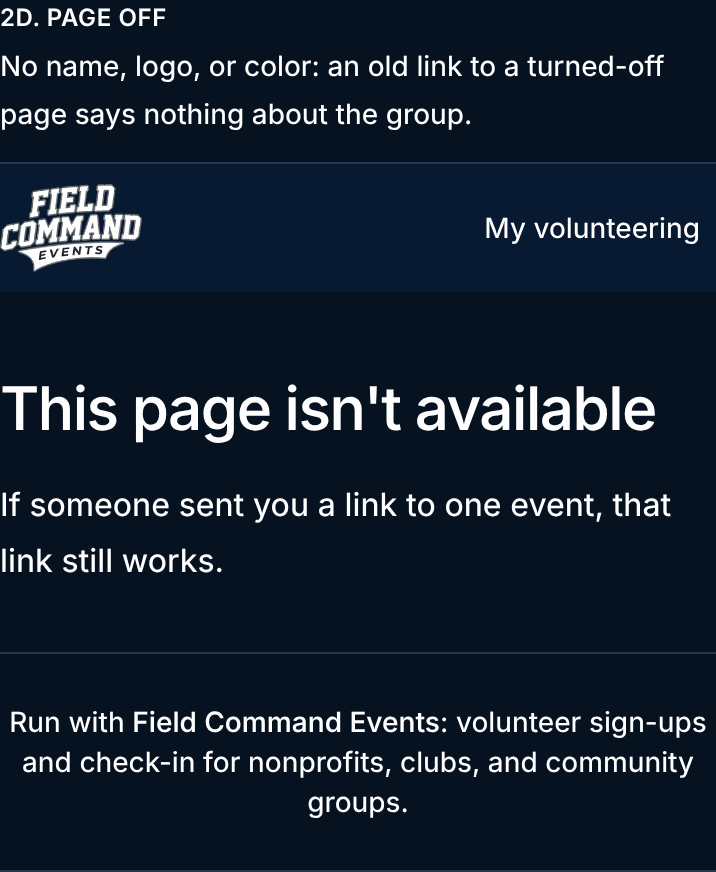 2D. PAGE OFF
No name, logo, or color: an old link to a turned-off
page says nothing about the group.
FIELD
COMMAND
EVENTS
My volunteering
This page isn't available
If someone sent you a link to one event, that
link still works.
Run with Field Command Events: volunteer sign-ups
and check-in for nonprofits, clubs, and community
groups.